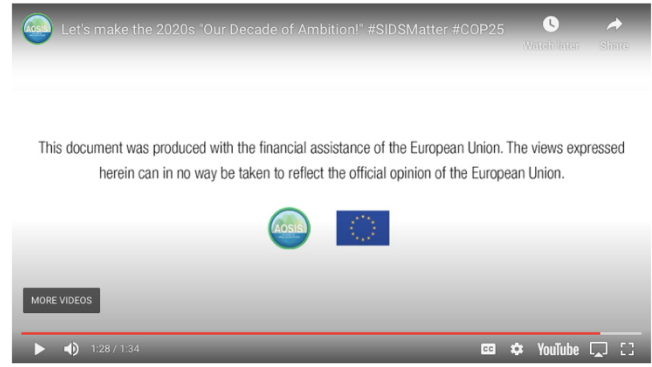 AOSIS
Let's make the 2020s "Our Decade of Ambition!" #SIDSMatter #COP25
Watch later
Share
This document was produced with the financial assistance of the European Union. The views expressed
herein can in no way be taken to reflect the official opinion of the European Union.
AOSIS
MORE VIDEOS
1:28 / 1:34
CC
YouTube